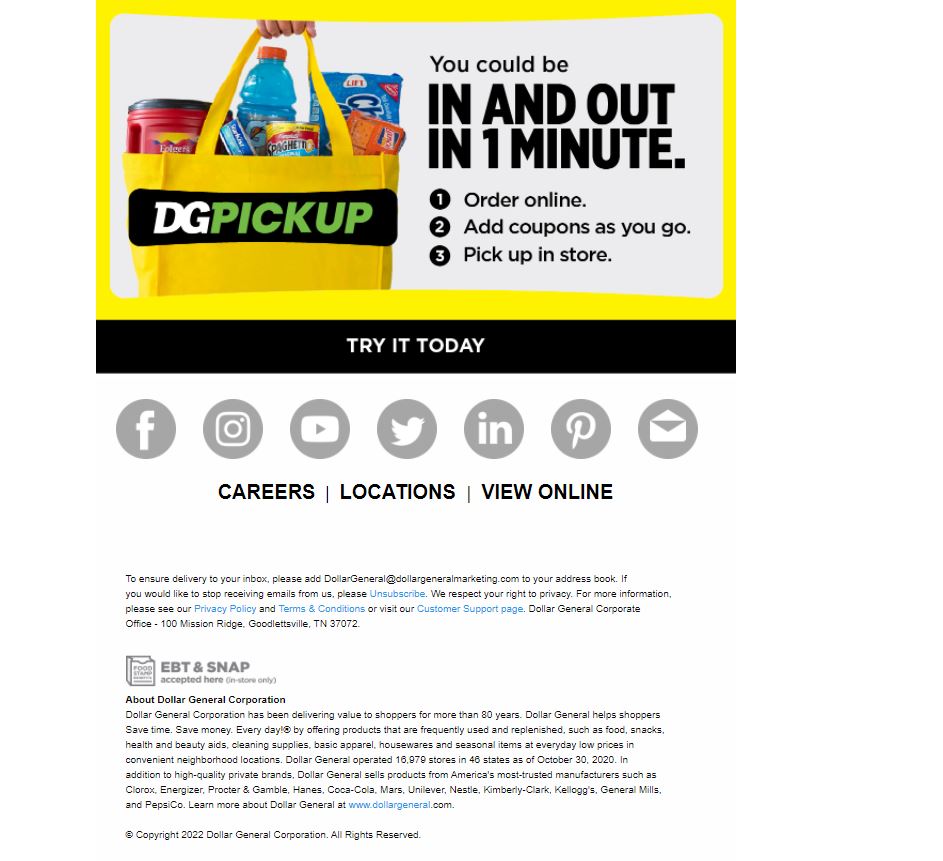 You could be
IN AND OUT
IN 1 MINUTE.
1 Order online.
2 Add coupons as you go.
3 Pick up in store.
Folgers
SPAGHETTI
DGPICKUP
TRY IT TODAY
CAREERS | LOCATIONS | VIEW ONLINE
To ensure delivery to your inbox, please add DollarGeneral@dollargeneralmarketing.com to your address book. If
you would like to stop receiving emails from us, please Unsubscribe. We respect your right to privacy. For more information,
please see our Privacy Policy and Terms & Conditions or visit our Customer Support page. Dollar General Corporate
Office - 100 Mission Ridge, Goodlettsville, TN 37072.
FOOD
STAMP
BENEFITS
EBT & SNAP
accepted here (in-store only)
About Dollar General Corporation
Dollar General Corporation has been delivering value to shoppers for more than 80 years. Dollar General helps shoppers
Save time. Save money. Every day!® by offering products that are frequently used and replenished, such as food, snacks,
health and beauty aids, cleaning supplies, basic apparel, housewares and seasonal items at everyday low prices in
convenient neighborhood locations. Dollar General operated 16,979 stores in 46 states as of October 30, 2020. In
addition to high-quality private brands, Dollar General sells products from America's most-trusted manufacturers such as
Clorox, Energizer, Procter & Gamble, Hanes, Coca-Cola, Mars, Unilever, Nestle, Kimberly-Clark, Kellogg's, General Mills,
and PepsiCo. Learn more about Dollar General at www.dollargeneral.com.
© Copyright 2022 Dollar General Corporation. All Rights Reserved.